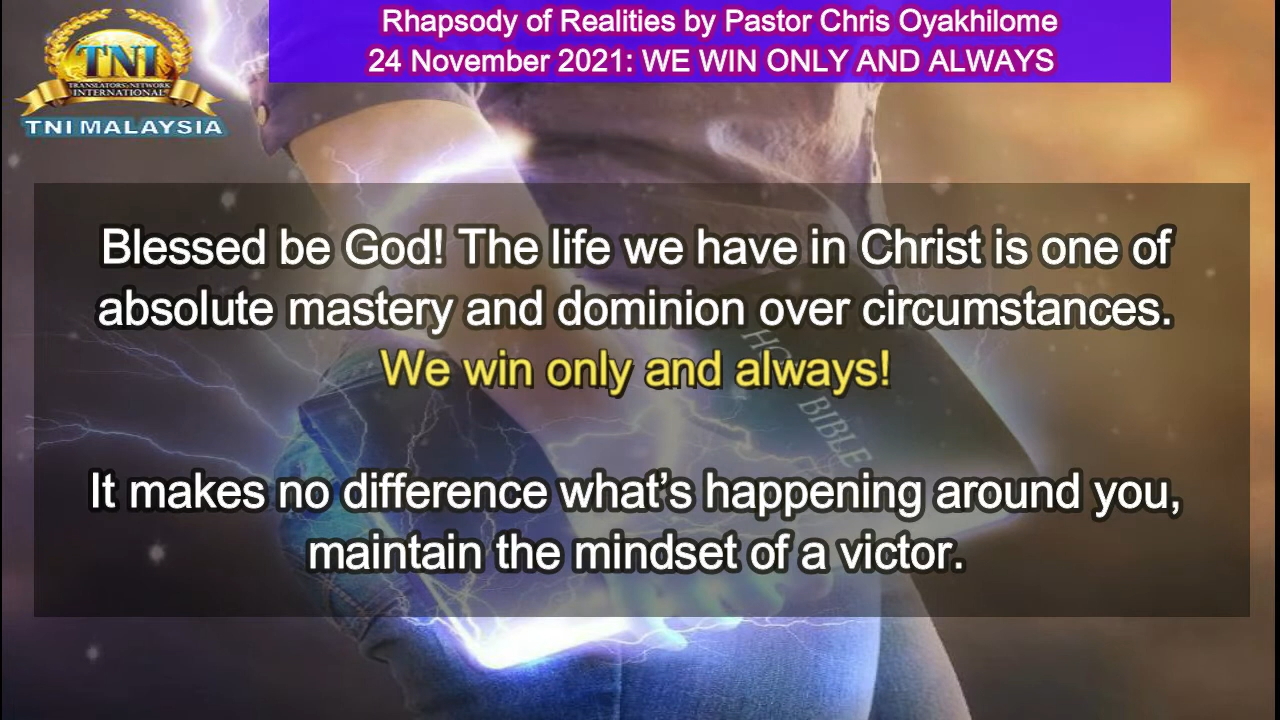 Rhapsody of Realities by Pastor Chris Oyakhilome
24 November 2021: WE WIN ONLY AND ALWAYS
TNI
TRANSLATORS NETWORK
INTERNATIONAL
TNI MALAYSIA
Blessed be God! The life we have in Christ is one of
absolute mastery and dominion over circumstances.
We win only and always!
It makes no difference what’s happening around you,
maintain the mindset of a victor.
HOLY BIBLE